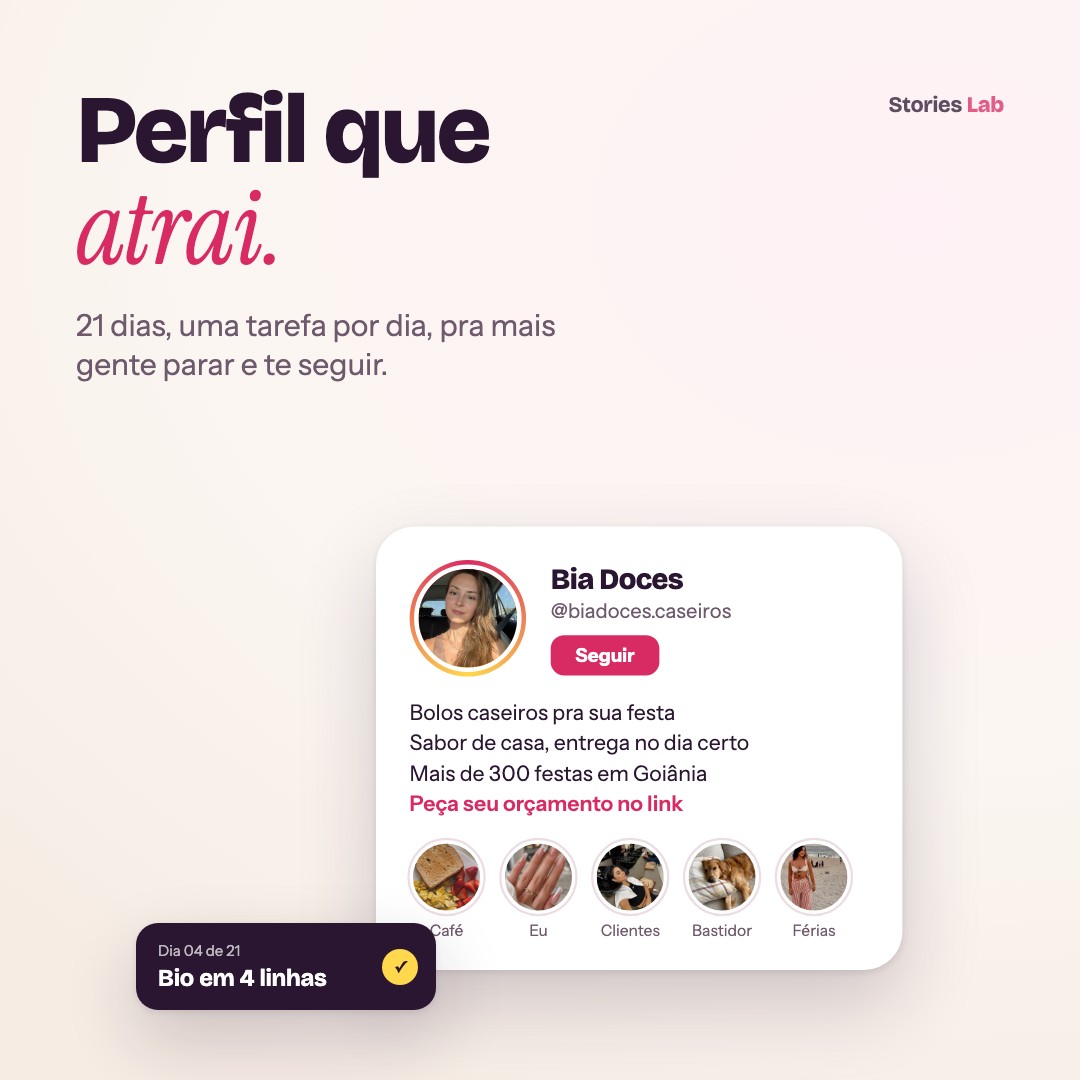 Perfil que
atrai.
Stories Lab
21 dias, uma tarefa por dia, pra mais
gente parar e te seguir.
Bia Doces
@biadoces.caseiros
Seguir
Bolos caseiros pra sua festa
Sabor de casa, entrega no dia certo
Mais de 300 festas em Goiânia
Peça seu orçamento no link
Café
Eu
Clientes
Bastidor
Férias
Dia 04 de 21
Bio em 4 linhas